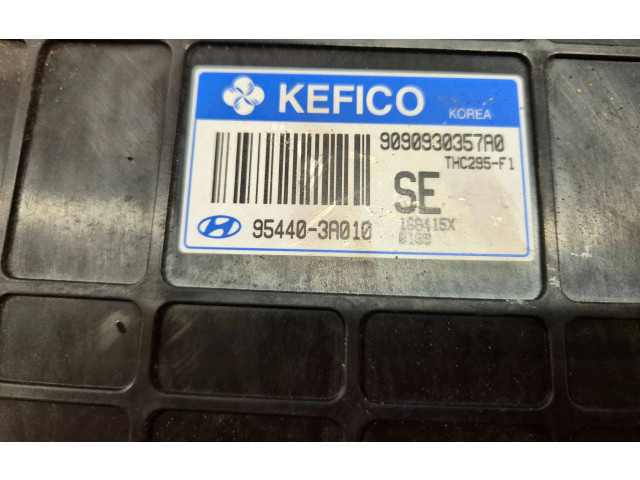 KEFICO
KOREA
9090930357A0
THC295-F1
SE
95440-3A010